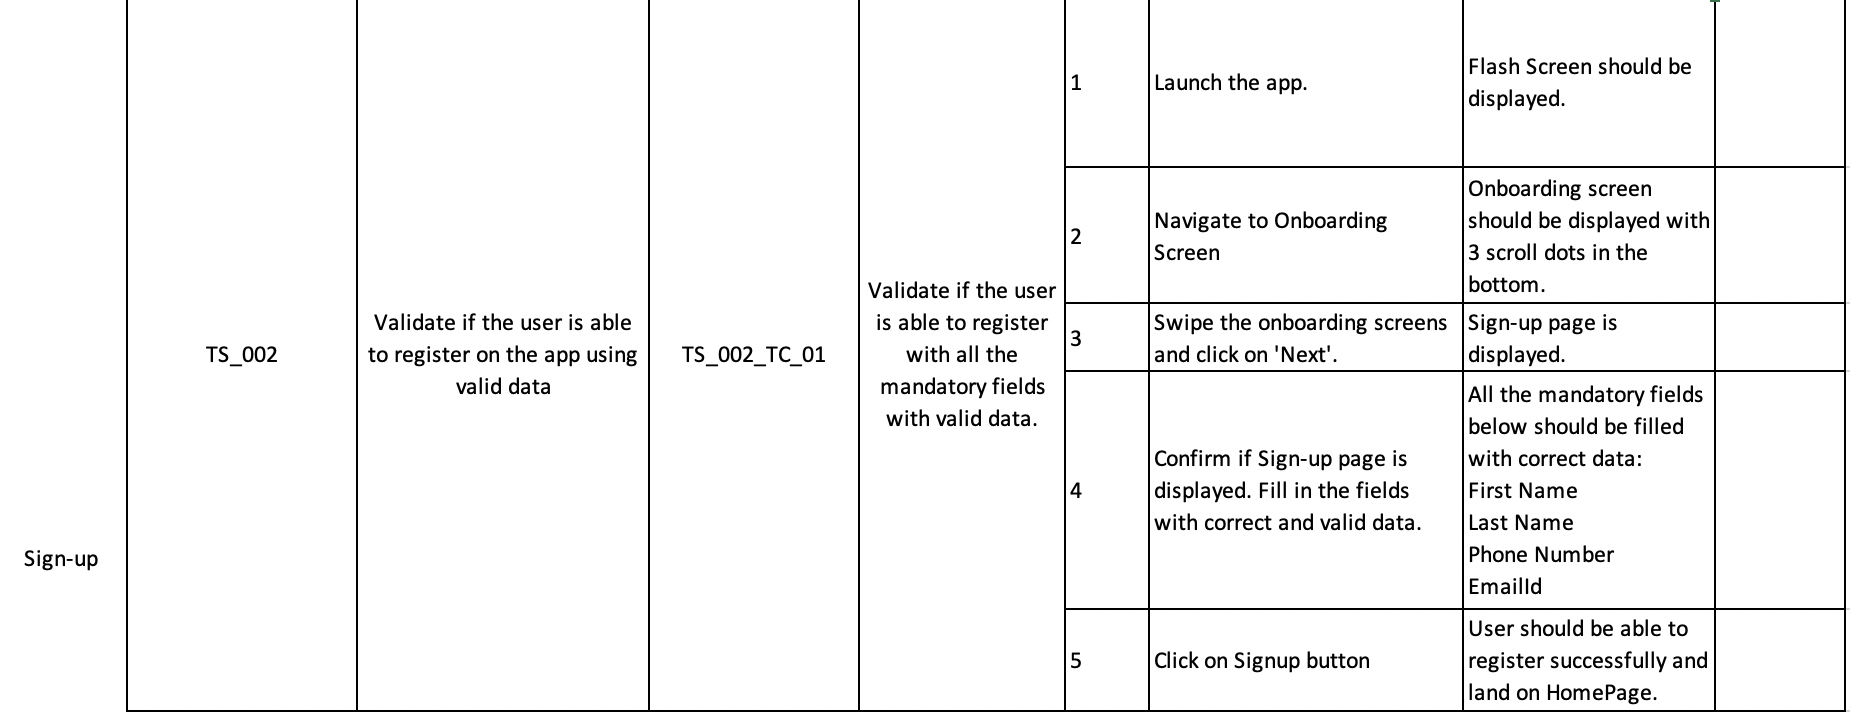 Sign-up
TS_002
Validate if the user is able
to register on the app using
valid data
TS_002_TC_01
Validate if the user
is able to register
with all the
mandatory fields
with valid data.
1
Launch the app.
Flash Screen should be
displayed.
2
Navigate to Onboarding
Screen
Onboarding screen
should be displayed with
3 scroll dots in the
bottom.
3
Swipe the onboarding screens
and click on 'Next'.
Sign-up page is
displayed.
4
Confirm if Sign-up page is
displayed. Fill in the fields
with correct and valid data.
All the mandatory fields
below should be filled
with correct data:
First Name
Last Name
Phone Number
EmailId
5
Click on Signup button
User should be able to
register successfully and
land on HomePage.